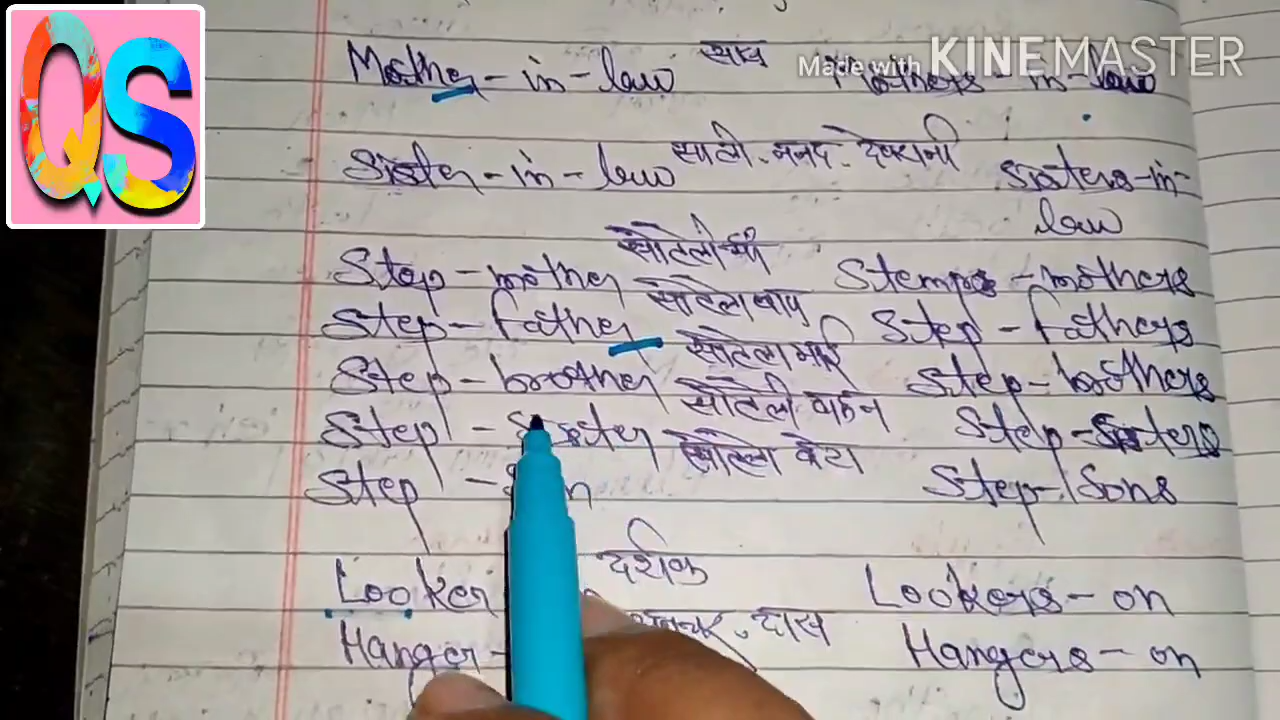 QS
Made with KINEMASTER
Mother-in-law सास Mothers-in-law
Sister-in-law साली-ननद-देवरानी Sisters-in-
law
Step-mother सौतेली माँ Stemps-mothers
Step-father सौतेला बाप Step-fathers
Step-brother सौतेला भाई Step-brothers
Step-Sister सौतेली बहन Step-Sisters
Step- सौतेला बेटा Step-Sons
Looker दर्शक Lookers-on
Hanger- दास Hangers-on